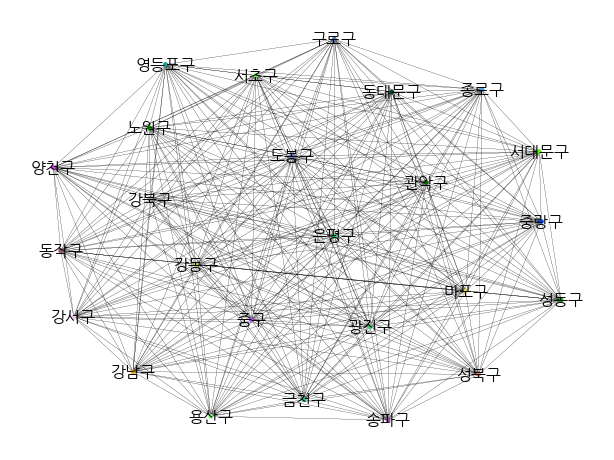 구로구
영등포구
서초구
동대문구
종로구
노원구
도봉구
서대문구
양천구
관악구
강북구
중랑구
은평구
동작구
강동구
마포구
성동구
강서구
중구
광진구
강남구
성북구
금천구
용산구
송파구